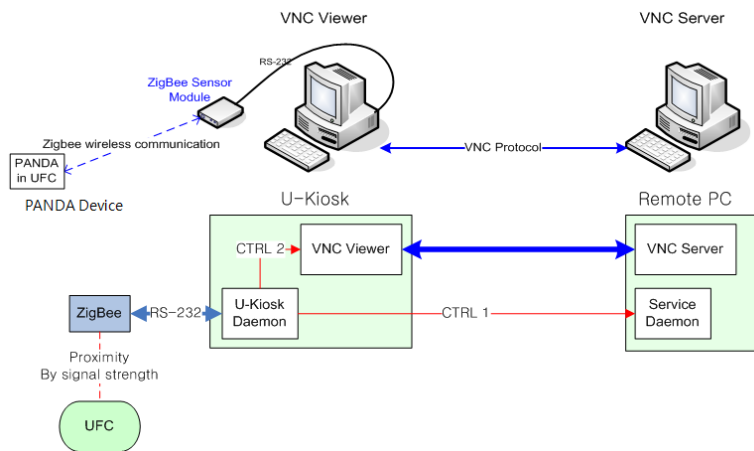 VNC Viewer
VNC Server
RS-232
ZigBee Sensor
Module
Zigbee wireless communication
VNC Protocol
PANDA
in UFC
PANDA Device
U-Kiosk
Remote PC
CTRL 2
VNC Viewer
VNC Server
ZigBee
RS-232
U-Kiosk
Daemon
CTRL 1
Service
Daemon
Proximity
By signal strength
UFC